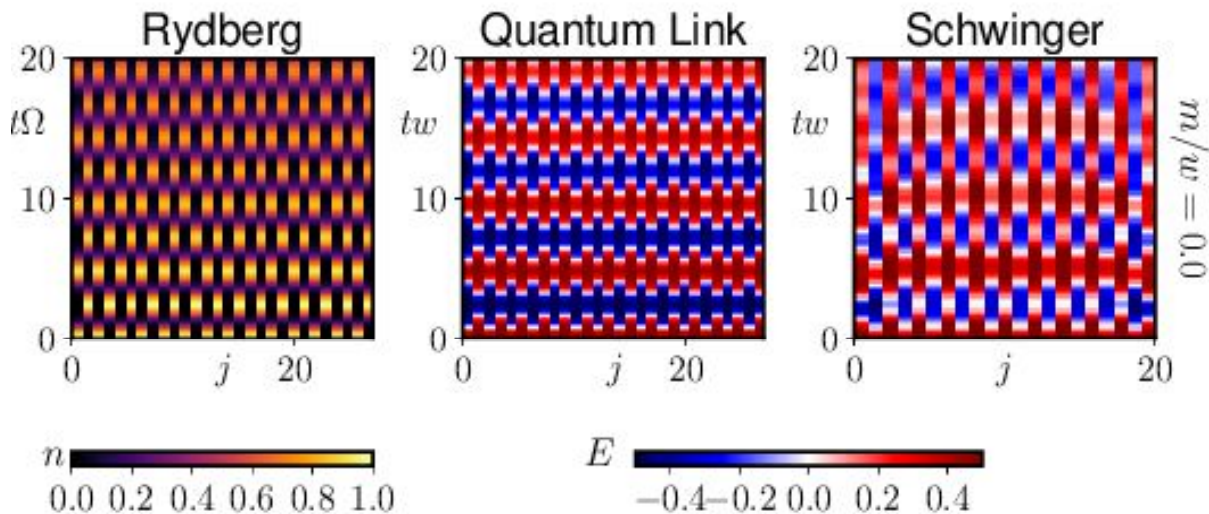 Rydberg Quantum Link Schwinger
20 20 20
tΩ tw tw
10 10 10
0 0 0
0 j 20 0 j 20 0 j 20
m/w = 0.0
n 0.0 0.2 0.4 0.6 0.8 1.0
E −0.4 −0.2 0.0 0.2 0.4